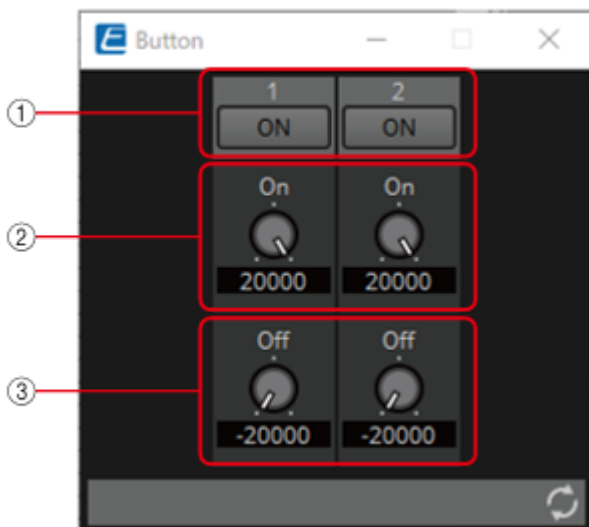 Button
①
1 2
ON ON
②
On On
20000 20000
③
Off Off
-20000 -20000